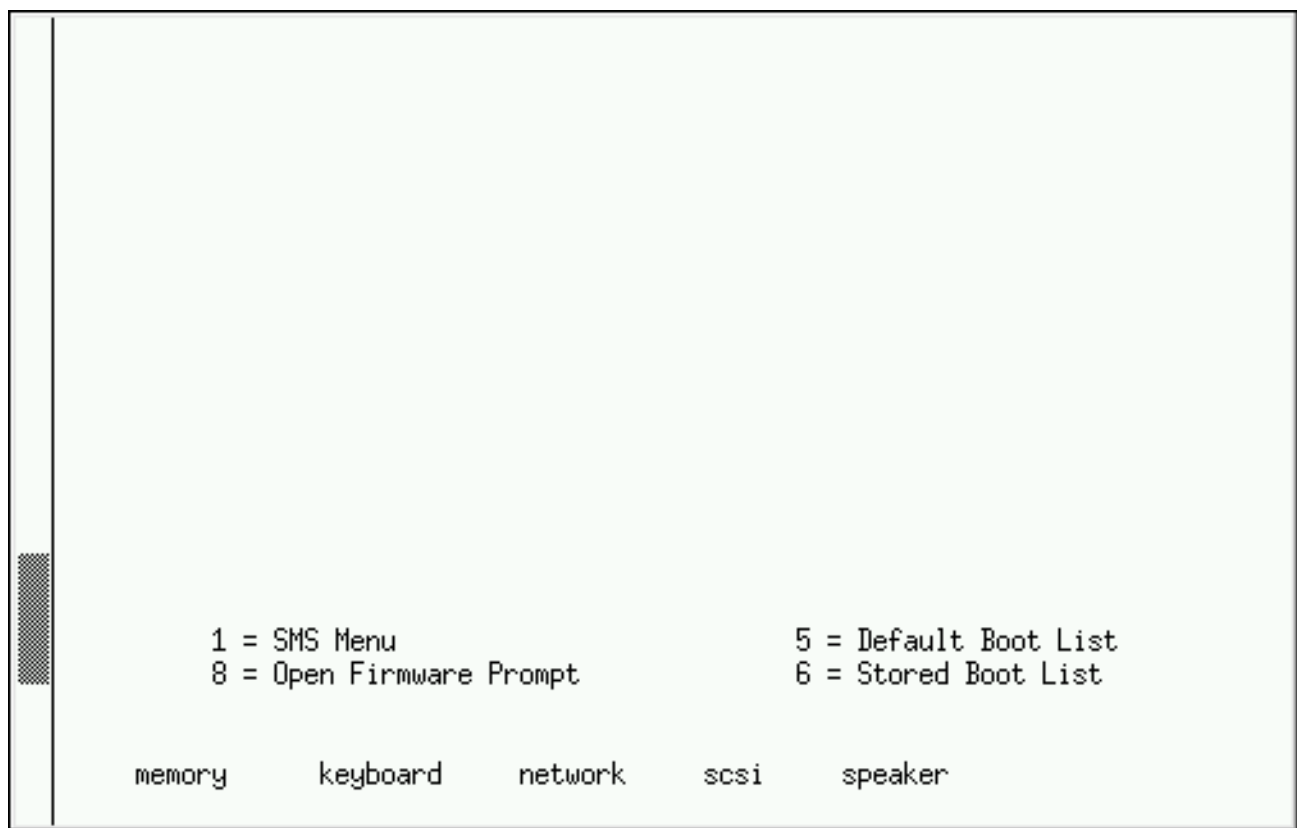 1 = SMS Menu 5 = Default Boot List
8 = Open Firmware Prompt 6 = Stored Boot List
memory keyboard network scsi speaker